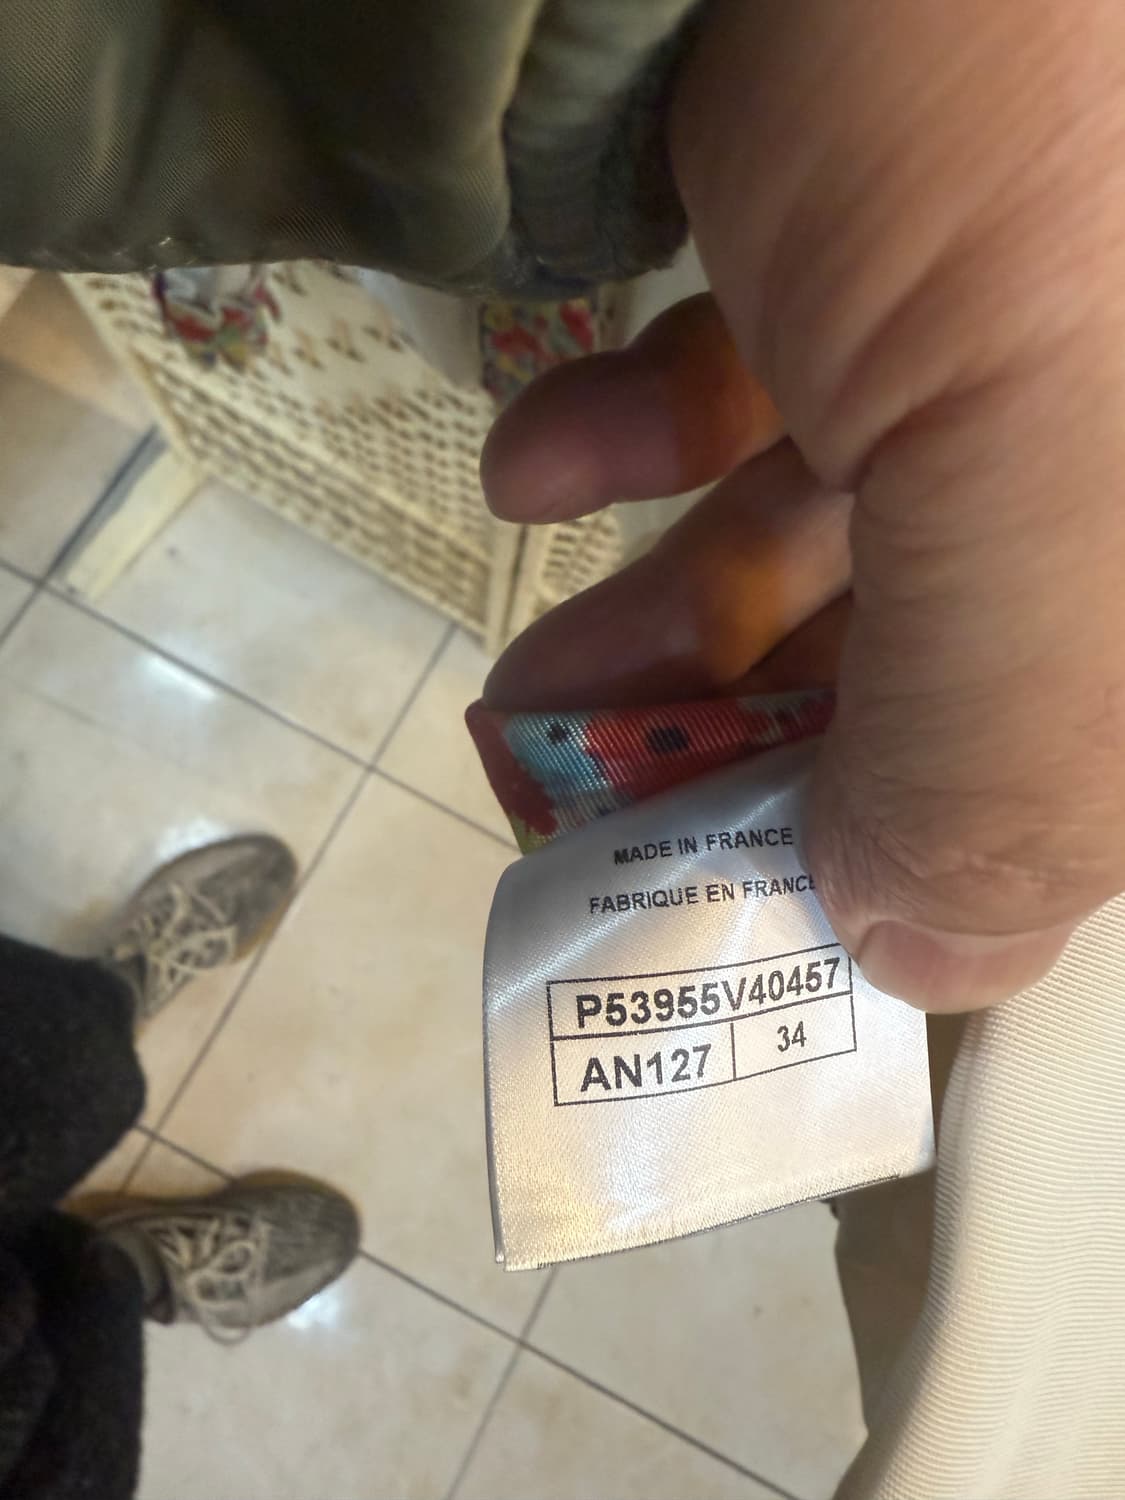 MADE IN FRANCE
FABRIQUE EN FRANCE
P53955V40457
AN127 34